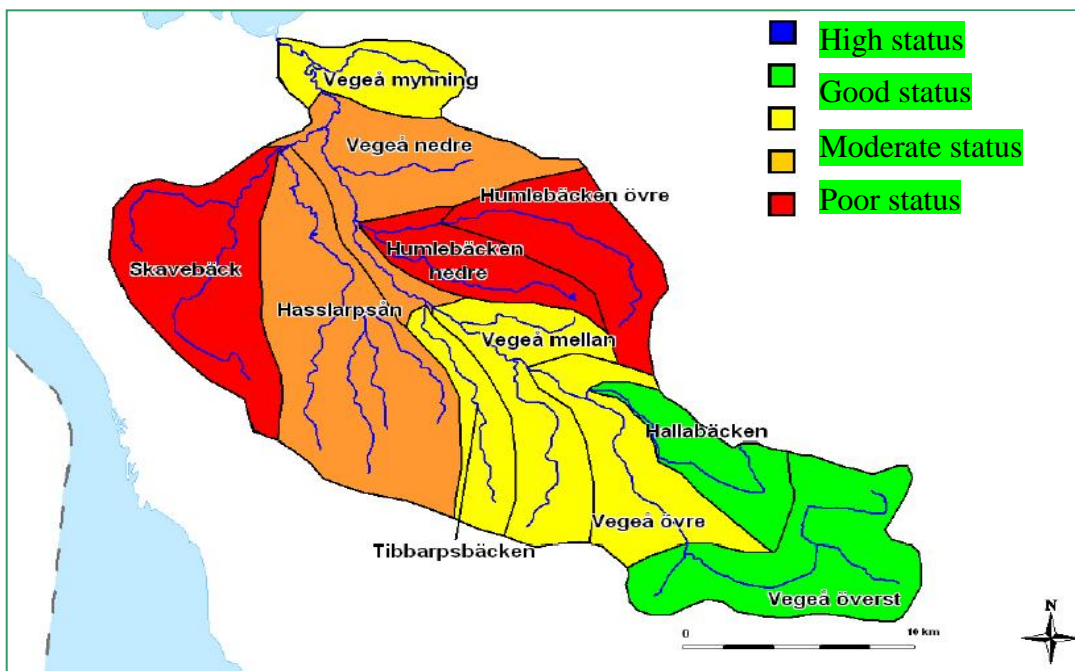 High status
Good status
Moderate status
Poor status
Vegeå mynning
Vegeå nedre
Humlebäcken övre
Humlebäcken
nedre
Skavebäck
Hasslarpsån
Vegeå mellan
Hallabäcken
Vegeå övre
Tibbarpsbäcken
Vegeå överst
0
10 km
N